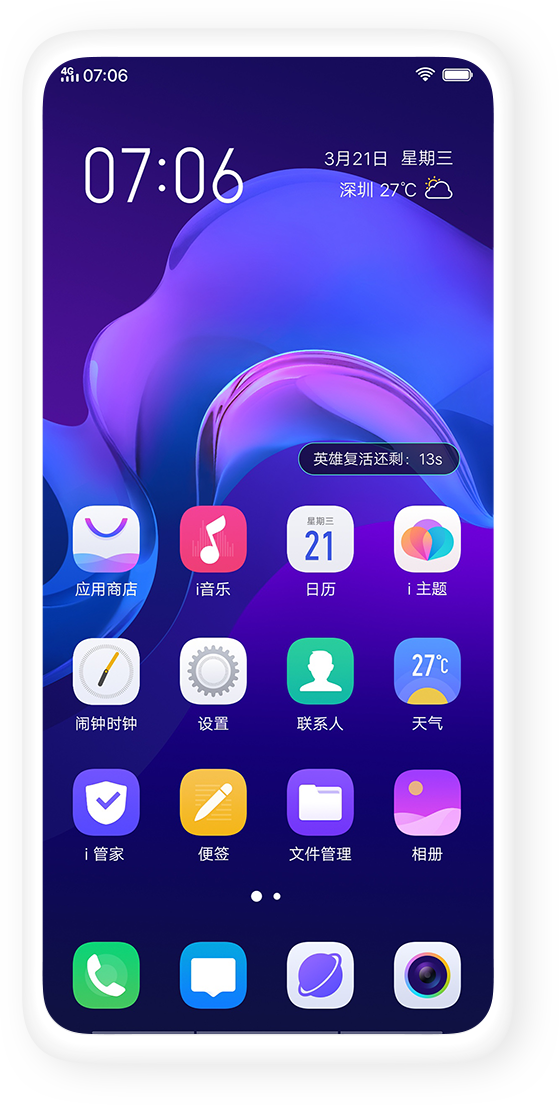 4G 07:06
07:06
3月21日 星期三
深圳 27℃
英雄复活还剩：13s
星期三
21
应用商店 i音乐 日历 i 主题
27℃
闹钟时钟 设置 联系人 天气
i 管家 便签 文件管理 相册